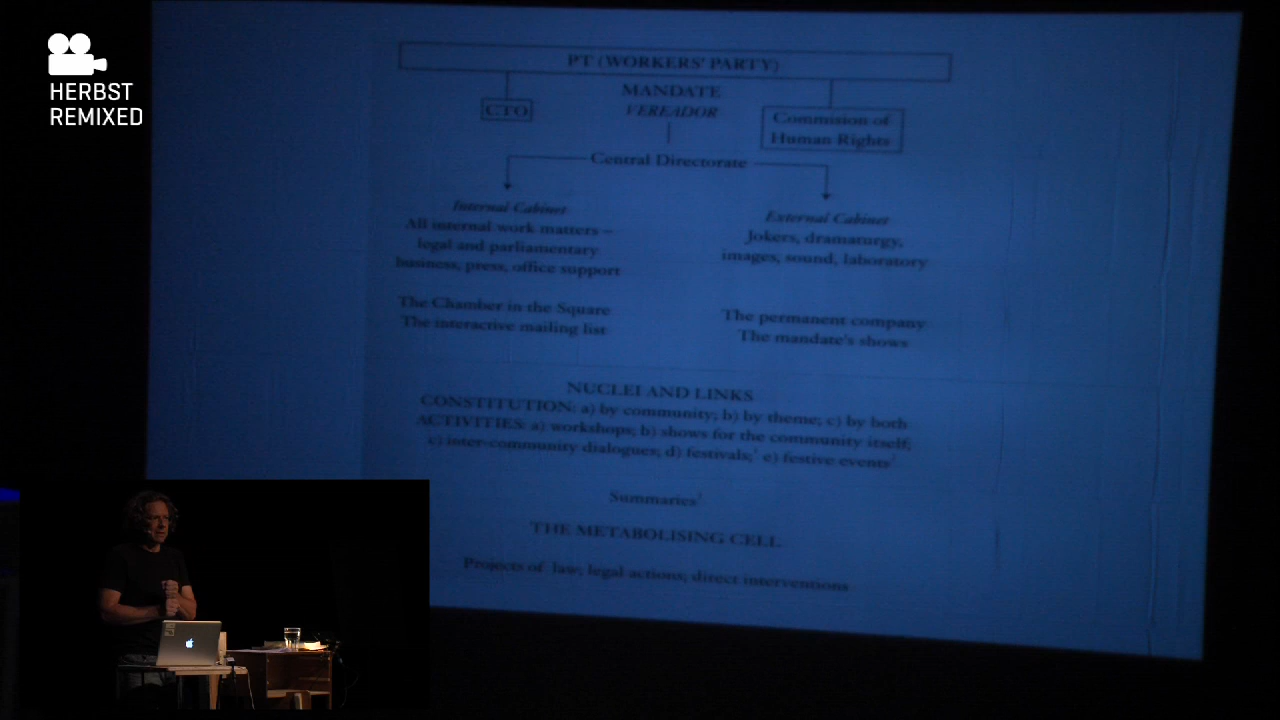 HERBST
REMIXED
PT (WORKERS' PARTY)
MANDATE
CTO
VEREADOR
Commision of
Human Rights
Central Directorate
Internal Cabinet
All internal work matters –
legal and parliamentary
business, press, office support
External Cabinet
Jokers, dramaturgy,
images, sound, laboratory
The Chamber in the Square
The interactive mailing list
The permanent company
The mandate's shows
NUCLEI AND LINKS
CONSTITUTION: a) by community; b) by theme; c) by both
ACTIVITIES: a) workshops; b) shows for the community itself;
c) inter-community dialogues; d) festivals;¹ e) festive events²
Summaries³
THE METABOLISING CELL
Projects of law; legal actions; direct interventions